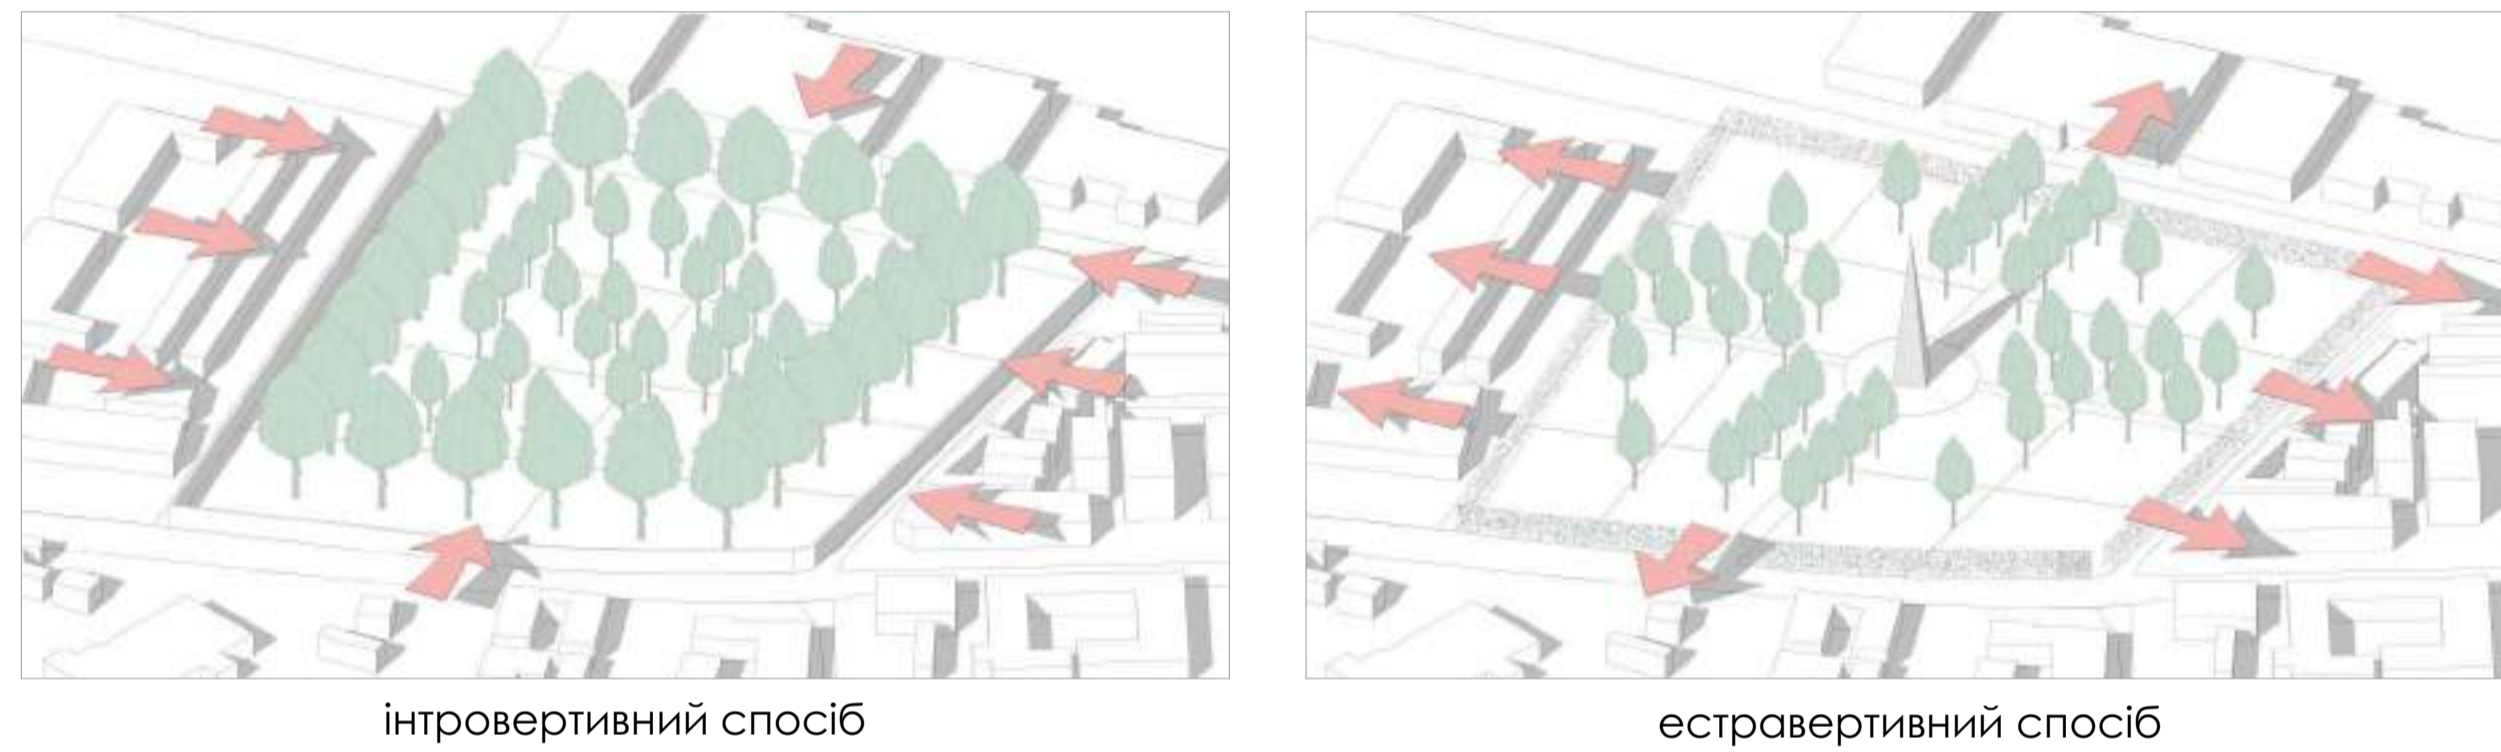 інтровертивний спосіб
естравертивний спосіб